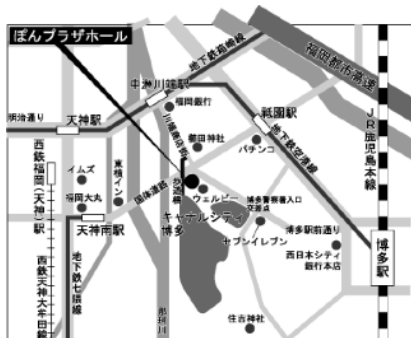 ぽんプラザホール
地下鉄箱崎線
福岡都市高速
中洲川端駅
福岡銀行
明治通り
天神駅
川端商店街
祇園駅
櫛田神社
パチンコ
地下鉄空港線
JR鹿児島本線
西鉄福岡(天神)駅
イムズ
東横イン
国体道路
歩道橋
ウェルビー
福岡大丸
キャナルシティ
博多
博多警察署入口
交差点
博多駅前通り
博多駅
天神南駅
セブンイレブン
西日本シティ
銀行本店
地下鉄七隈線
西鉄天神大牟田線
那珂川
住吉神社